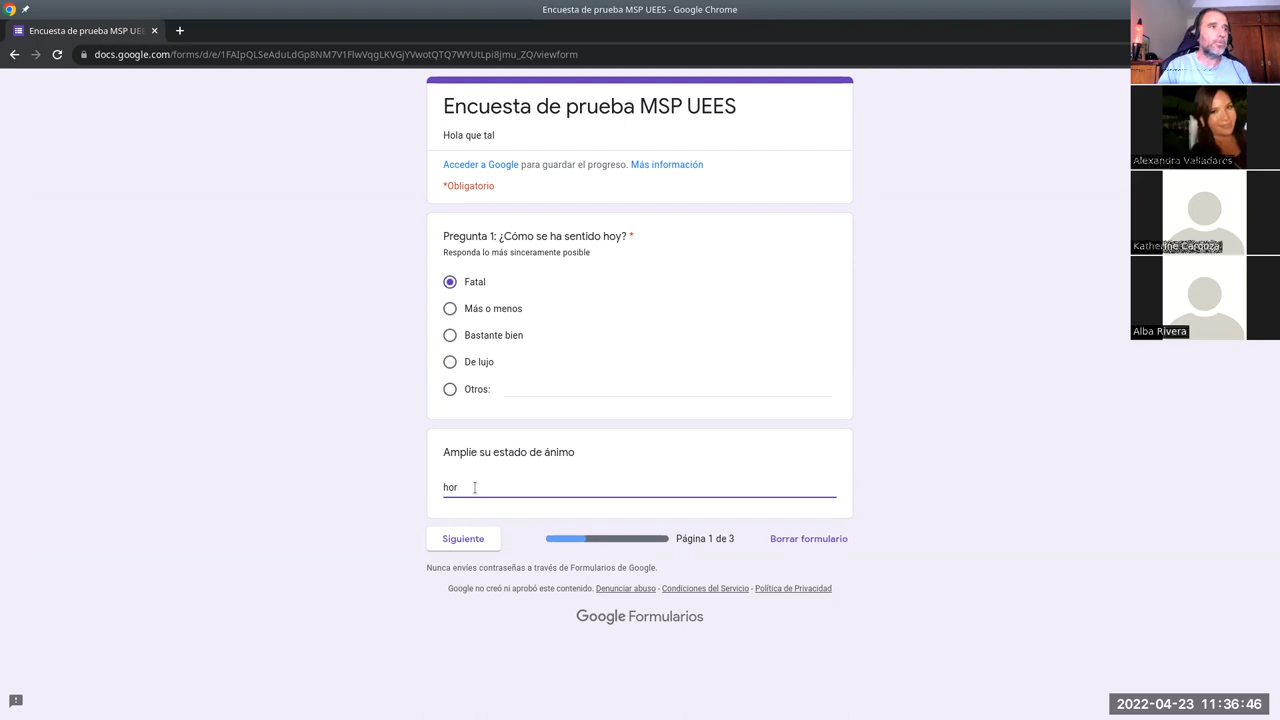 Encuesta de prueba MSP UEES - Google Chrome
Encuesta de prueba MSP UEE
docs.google.com/forms/d/e/1FAIpQLSeAduLdGp8NM7V1FlwVqgLKVGjYVwotQTQ7WYUtLpi8jmu_ZQ/viewform
Encuesta de prueba MSP UEES
Hola que tal
Acceder a Google para guardar el progreso. Más información
*Obligatorio
Pregunta 1: ¿Cómo se ha sentido hoy? *
Responda lo más sinceramente posible
Fatal
Más o menos
Bastante bien
De lujo
Otros:
Amplíe su estado de ánimo
hor
Siguiente
Página 1 de 3
Borrar formulario
Nunca envíes contraseñas a través de Formularios de Google.
Google no creó ni aprobó este contenido. Denunciar abuso - Condiciones del Servicio - Política de Privacidad
Google Formularios
Alexandra Valladares
Katherine Cardoza
Alba Rivera
2022-04-23 11:36:46